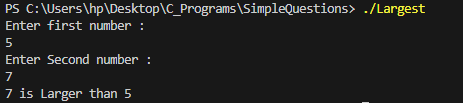 PS C:\Users\hp\Desktop\C_Programs\SimpleQuestions> ./Largest
Enter first number :
5
Enter Second number :
7
7 is Larger than 5